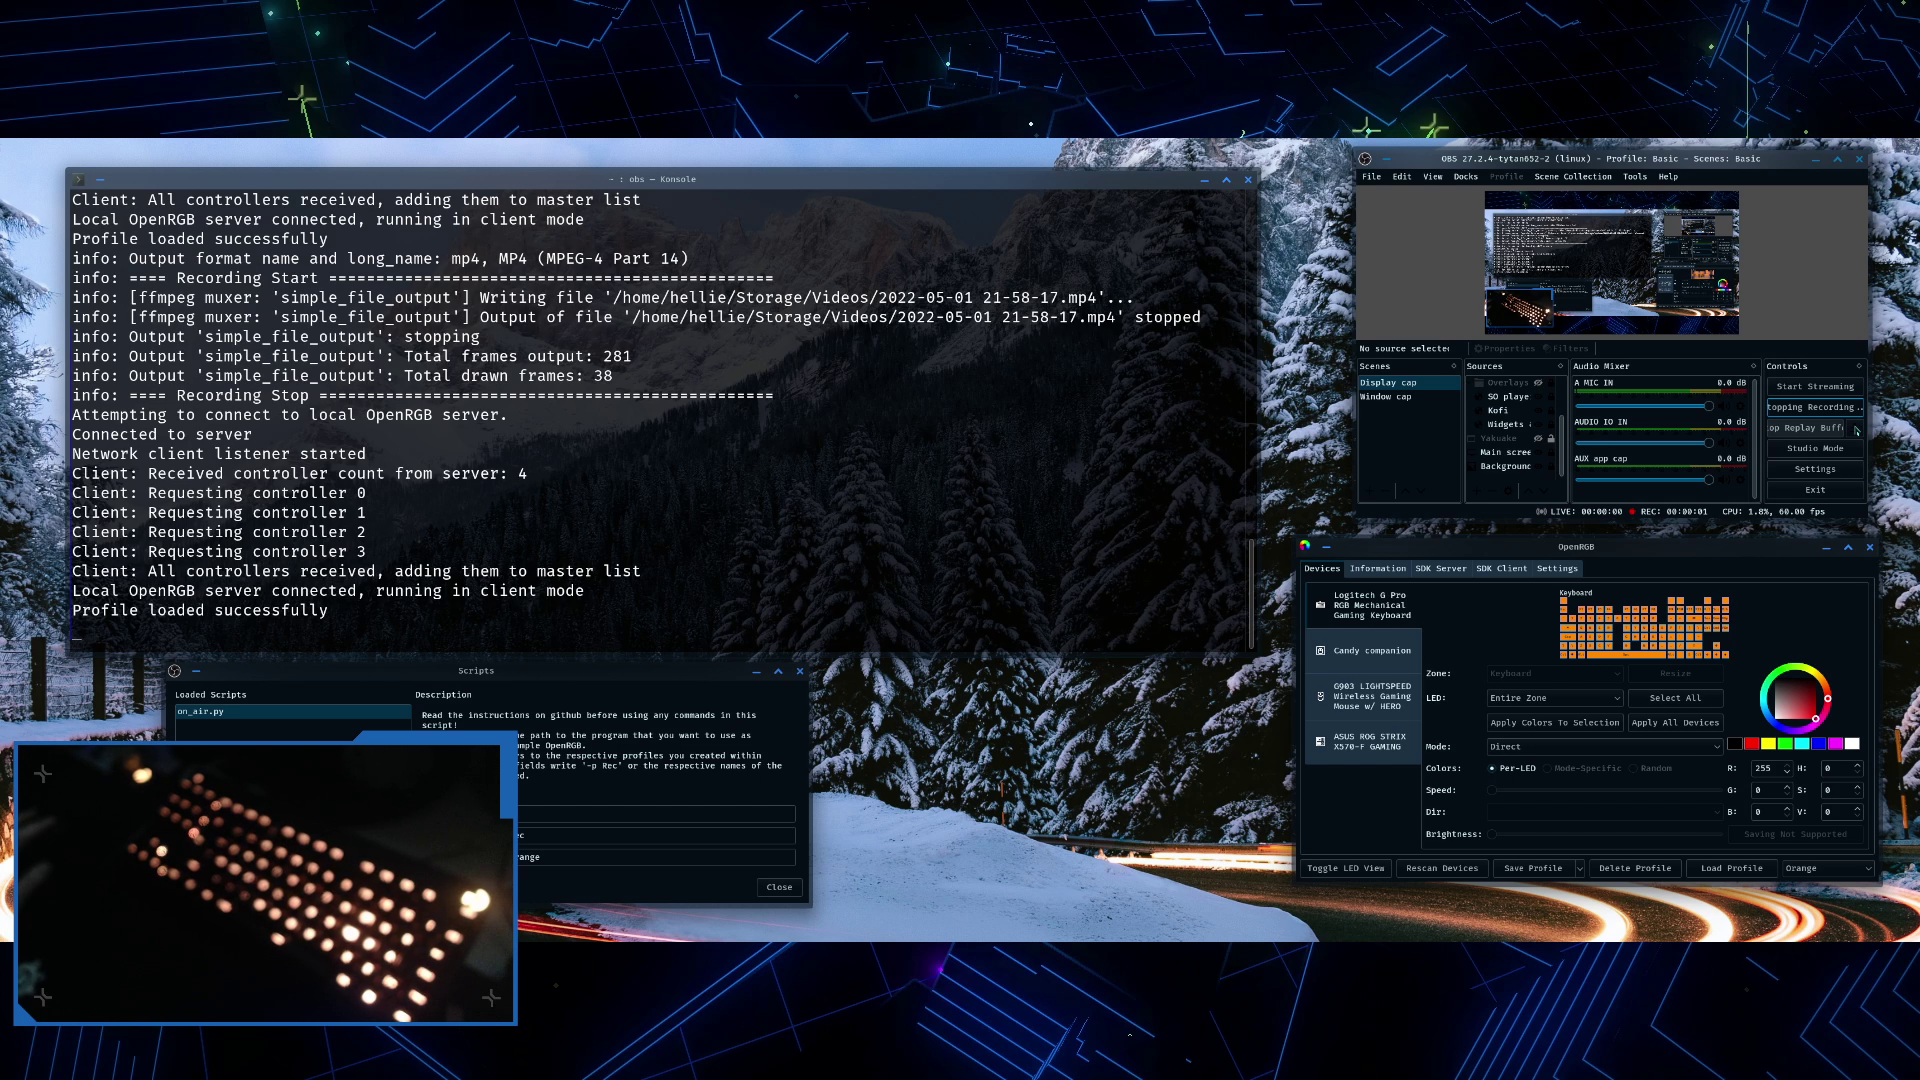 ~ : obs — Konsole
Client: All controllers received, adding them to master list
Local OpenRGB server connected, running in client mode
Profile loaded successfully
info: Output format name and long_name: mp4, MP4 (MPEG-4 Part 14)
info: ==== Recording Start ===============================================
info: [ffmpeg muxer: 'simple_file_output'] Writing file '/home/hellie/Storage/Videos/2022-05-01 21-58-17.mp4'...
info: [ffmpeg muxer: 'simple_file_output'] Output of file '/home/hellie/Storage/Videos/2022-05-01 21-58-17.mp4' stopped
info: Output 'simple_file_output': stopping
info: Output 'simple_file_output': Total frames output: 281
info: Output 'simple_file_output': Total drawn frames: 38
info: ==== Recording Stop ================================================
Attempting to connect to local OpenRGB server.
Connected to server
Network client listener started
Client: Received controller count from server: 4
Client: Requesting controller 0
Client: Requesting controller 1
Client: Requesting controller 2
Client: Requesting controller 3
Client: All controllers received, adding them to master list
Local OpenRGB server connected, running in client mode
Profile loaded successfully
OBS 27.2.4-tytan652-2 (linux) - Profile: Basic - Scenes: Basic
File Edit View Docks Profile Scene Collection Tools Help
No source selected Properties Filters
Scenes Sources Audio Mixer Controls
Display cap
Window cap
Overlays
SO playe
Kofi
Widgets
Yakuake
Main scree
Background
A MIC IN 0.0 dB
AUDIO IO IN 0.0 dB
AUX app cap 0.0 dB
Start Streaming
topping Recording..
op Replay Buff
Studio Mode
Settings
Exit
LIVE: 00:00:00 REC: 00:00:01 CPU: 1.8%, 60.00 fps
OpenRGB
Devices Information SDK Server SDK Client Settings
Logitech G Pro
RGB Mechanical
Gaming Keyboard
Candy companion
G903 LIGHTSPEED
Wireless Gaming
Mouse w/ HERO
ASUS ROG STRIX
X570-F GAMING
Keyboard
Zone: Keyboard Resize
LED: Entire Zone Select All
Apply Colors To Selection Apply All Devices
Mode: Direct
Colors: Per-LED Mode-Specific Random R: 255 H: 0
Speed: G: 0 S: 0
Dir: B: 0 V: 0
Brightness: Saving Not Supported
Toggle LED View Rescan Devices Save Profile Delete Profile Load Profile Orange
Scripts
Loaded Scripts Description
on_air.py
Read the instructions on github before using any commands in this
script!
he path to the program that you want to use as
mple OpenRGB.
s to the respective profiles you created within
ields write '-p Rec' or the respective names of the
d.
ec
ange
Close